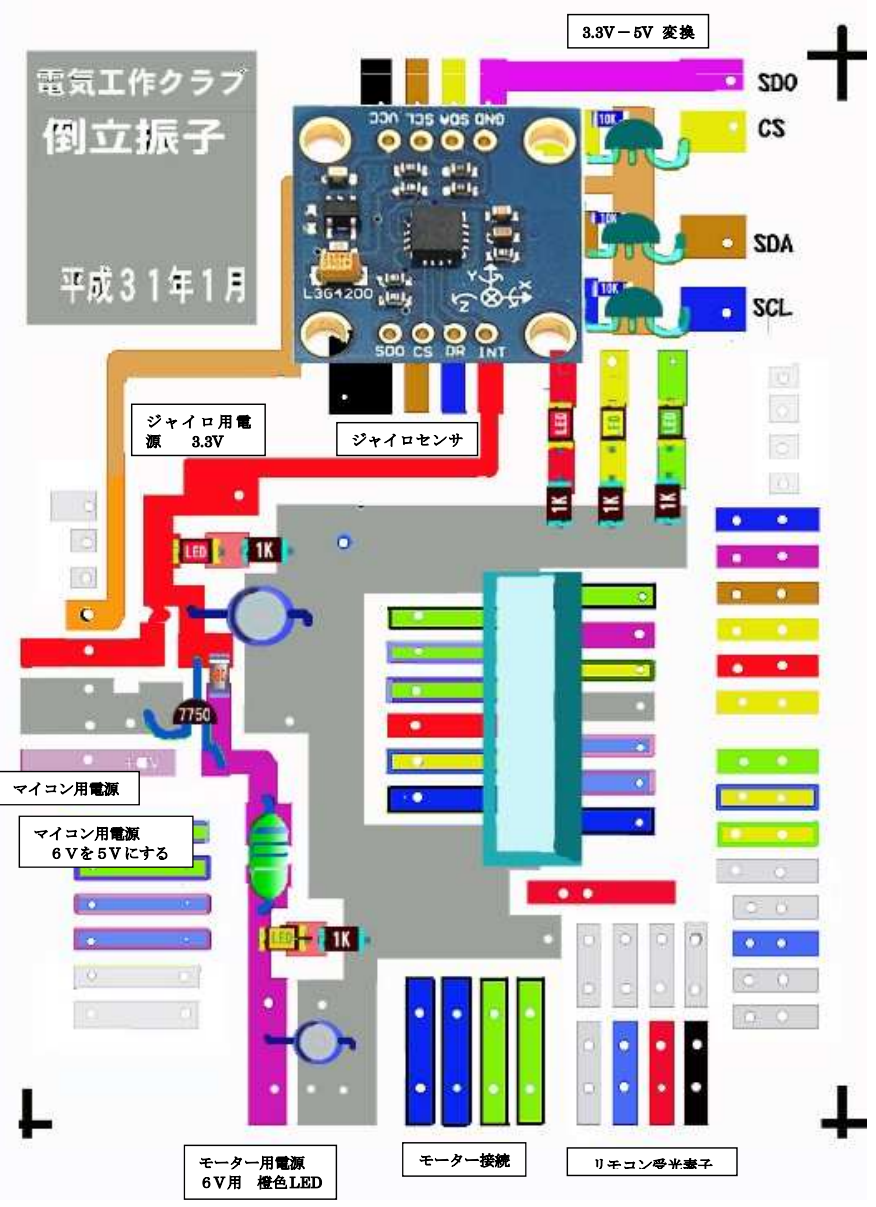 3.3V－5V 変換
電気工作クラブ
倒立振子
平成31年1月
SDO
CS
SDA
SCL
VCC SCL SDA GND
10K
10K
10K
L3G4200
Y
X
Z
SDO CS DR INT
ジャイロ用電
源 3.3V
ジャイロセンサ
LED
LED
LED
1K
1K
1K
LED
1K
7750
マイコン用電源
マイコン用電源
6Vを5Vにする
LED
1K
モーター用電源
6V用 橙色LED
モーター接続
リモコン受光素子